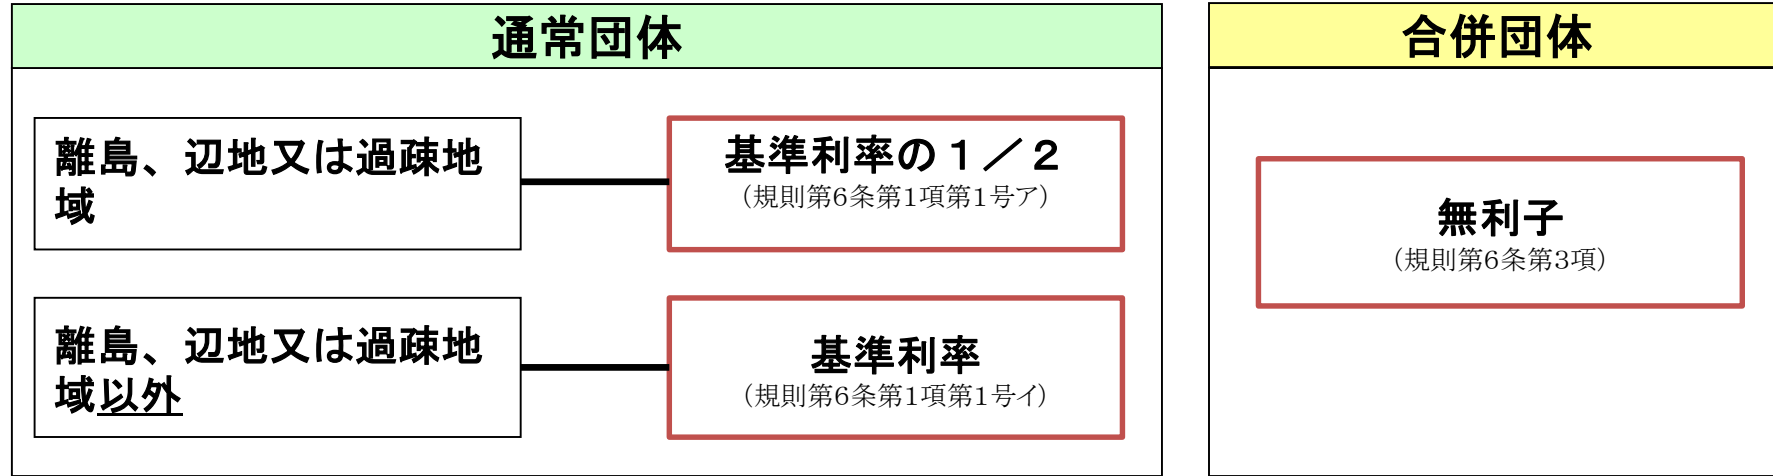 通常団体
離島、辺地又は過疎地
域
基準利率の1/2
(規則第6条第1項第1号ア)
離島、辺地又は過疎地
域以外
基準利率
(規則第6条第1項第1号イ)
合併団体
無利子
(規則第6条第3項)